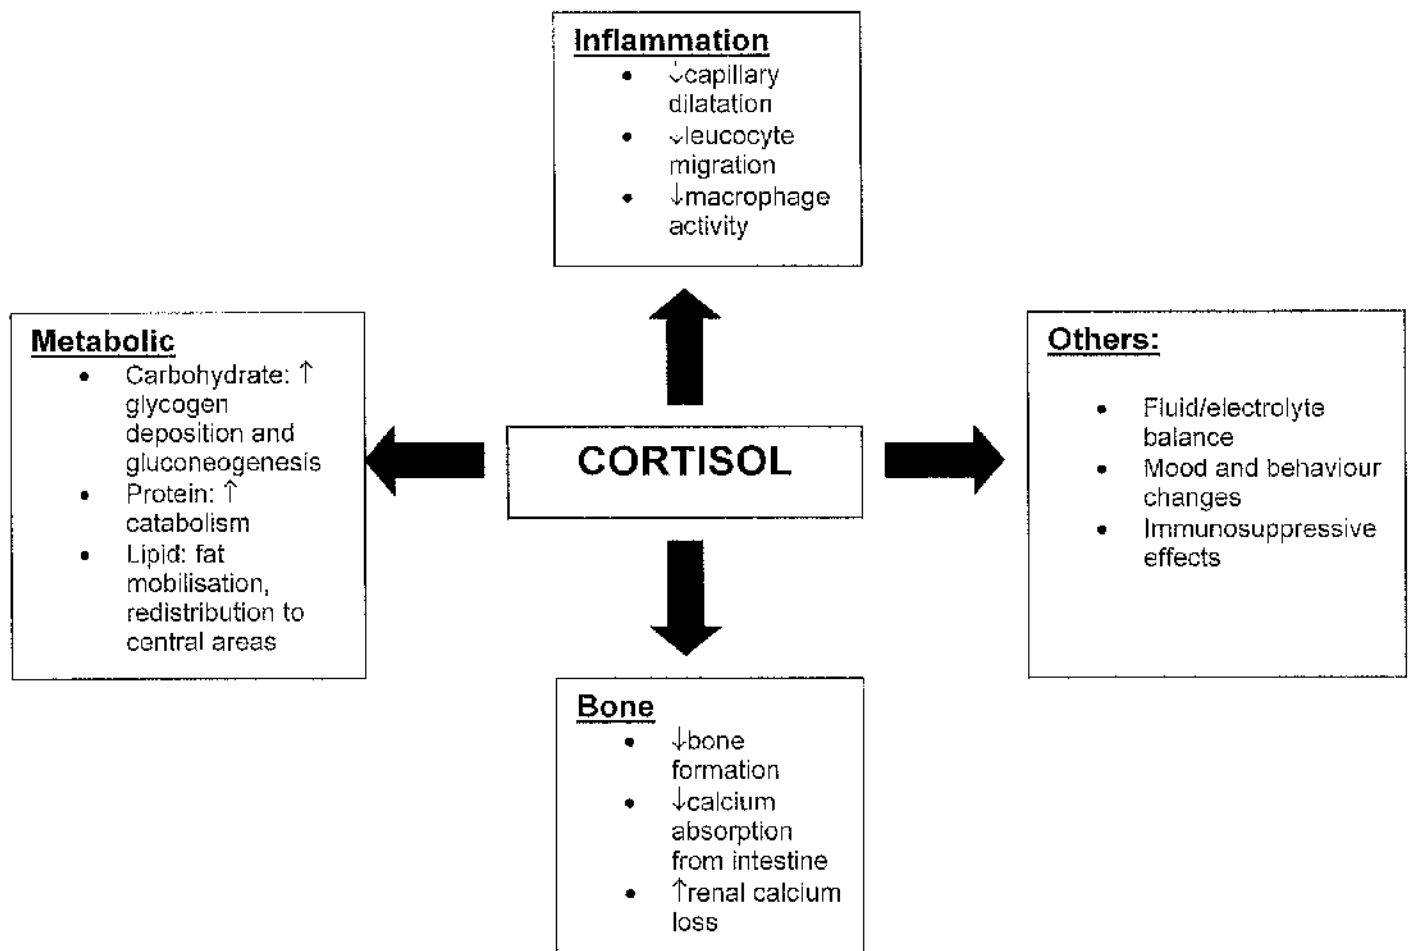 Inflammation
• ↓capillary
dilatation
• ↓leucocyte
migration
• ↓macrophage
activity
Metabolic
• Carbohydrate: ↑
glycogen
deposition and
gluconeogenesis
• Protein: ↑
catabolism
• Lipid: fat
mobilisation,
redistribution to
central areas
CORTISOL
Others:
• Fluid/electrolyte
balance
• Mood and behaviour
changes
• Immunosuppressive
effects
Bone
• ↓bone
formation
• ↓calcium
absorption
from intestine
• ↑renal calcium
loss